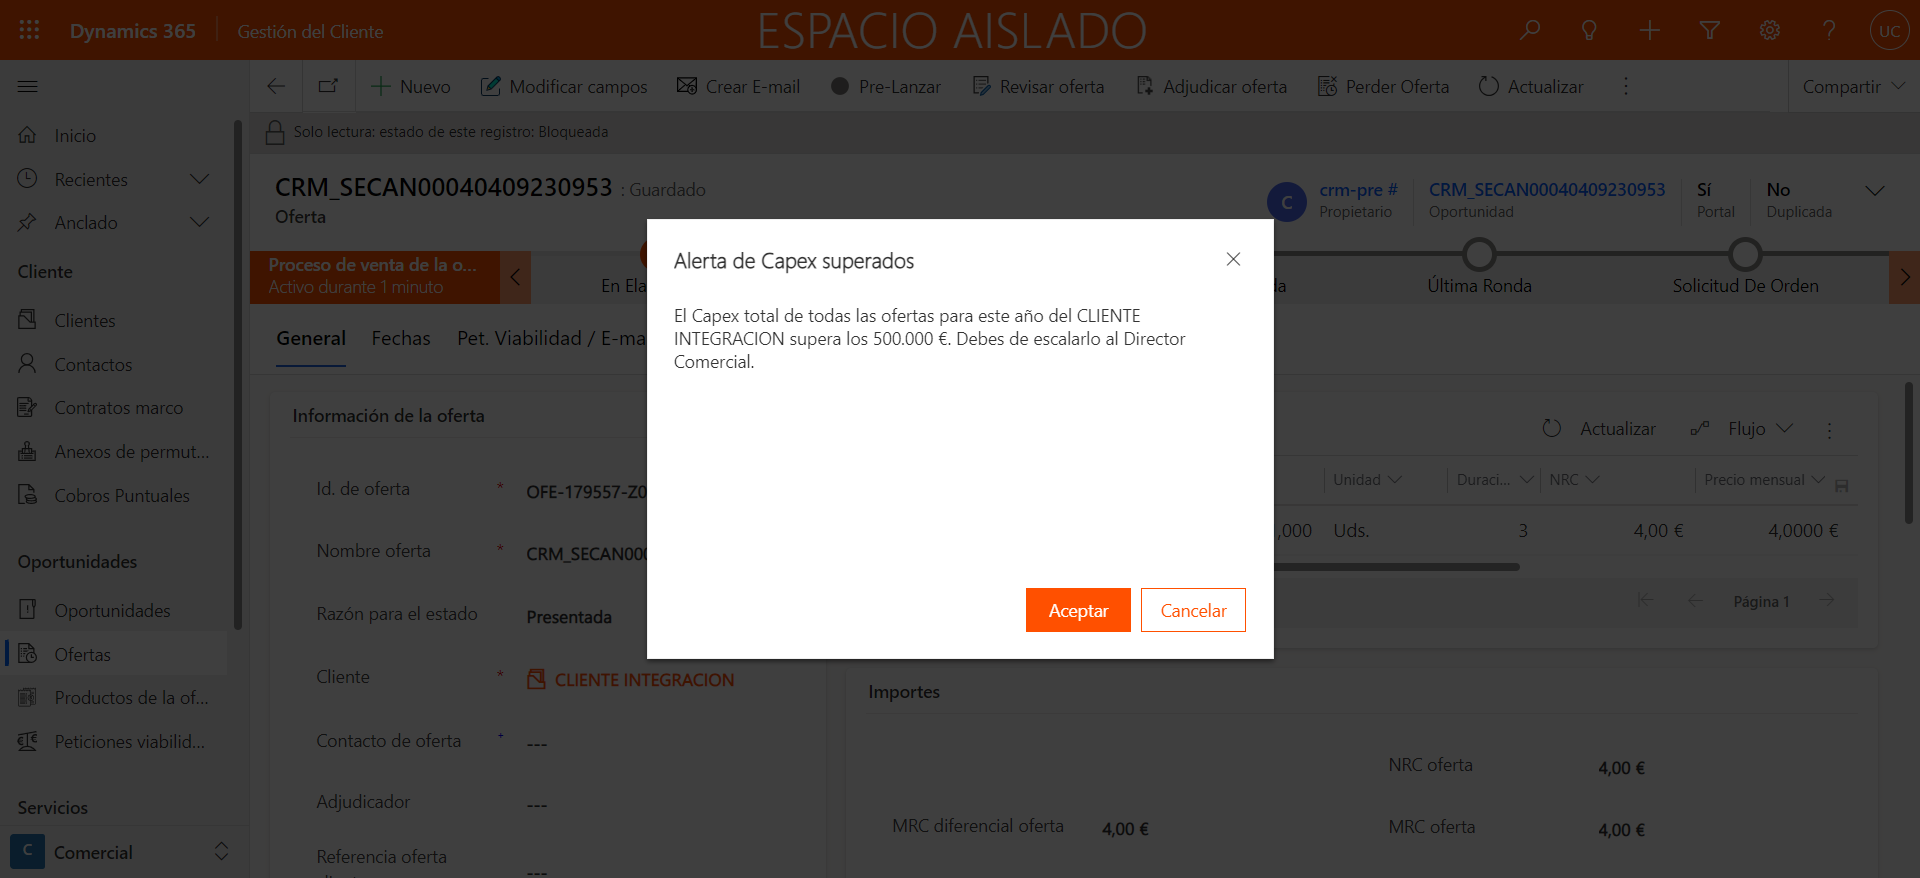 Dynamics 365
Gestión del Cliente
ESPACIO AISLADO
UC
Nuevo
Modificar campos
Crear E-mail
Pre-Lanzar
Revisar oferta
Adjudicar oferta
Perder Oferta
Actualizar
Compartir
Solo lectura: estado de este registro: Bloqueada
Inicio
Recientes
Anclado
Cliente
Clientes
Contactos
Contratos marco
Anexos de permut...
Cobros Puntuales
Oportunidades
Oportunidades
Ofertas
Productos de la of...
Peticiones viabilid...
Servicios
C
Comercial
CRM_SECAN00040409230953 : Guardado
Oferta
C
crm-pre #
Propietario
CRM_SECAN00040409230953
Oportunidad
Sí
Portal
No
Duplicada
Proceso de venta de la o...
Activo durante 1 minuto
En Ela
da
Última Ronda
Solicitud De Orden
General
Fechas
Pet. Viabilidad / E-ma
Alerta de Capex superados
El Capex total de todas las ofertas para este año del CLIENTE
INTEGRACION supera los 500.000 €. Debes de escalarlo al Director
Comercial.
Aceptar
Cancelar
Información de la oferta
Id. de oferta
*
OFE-179557-Z0
Nombre oferta
*
CRM_SECAN000
Razón para el estado
Presentada
Cliente
*
CLIENTE INTEGRACION
Contacto de oferta
+
---
Adjudicador
---
Referencia oferta
---
Actualizar
Flujo
Unidad
Duraci...
NRC
Precio mensual
,000
Uds.
3
4,00 €
4,0000 €
Página 1
Importes
NRC oferta
4,00 €
MRC diferencial oferta
4,00 €
MRC oferta
4,00 €